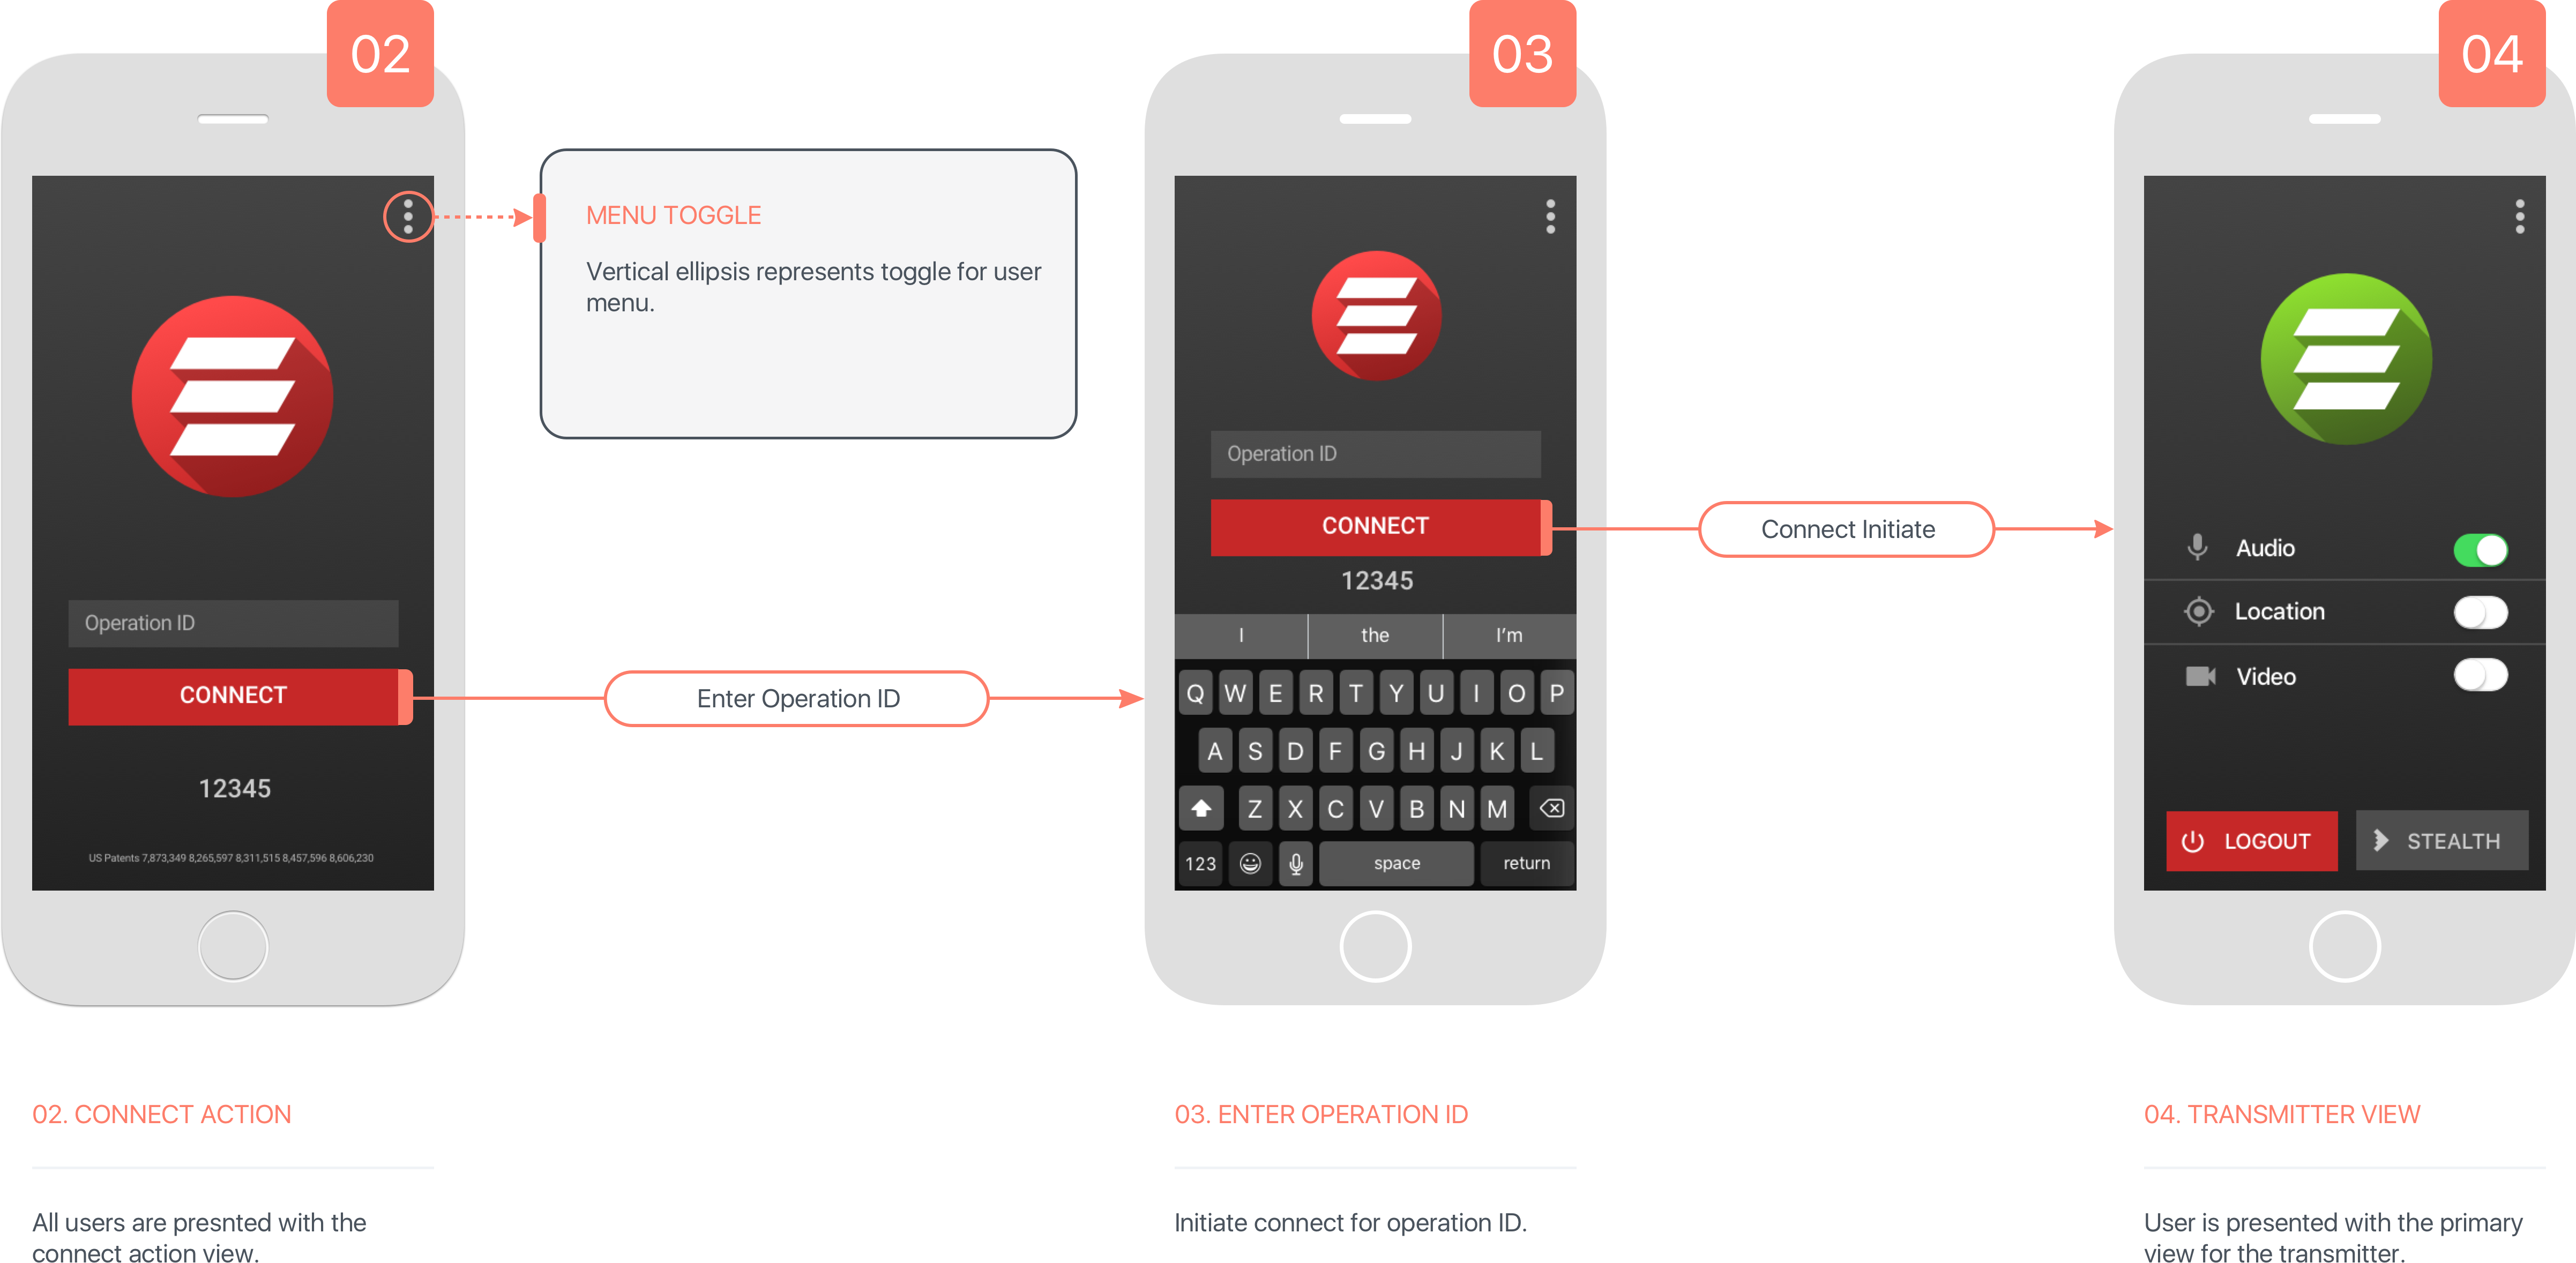 02
03
04
MENU TOGGLE
Vertical ellipsis represents toggle for user
menu.
Operation ID
CONNECT
12345
US Patents 7,873,349 8,265,597 8,311,515 8,457,596 8,606,230
Enter Operation ID
Operation ID
CONNECT
12345
I the I'm
Q W E R T Y U I O P
A S D F G H J K L
Z X C V B N M
123 space return
Connect Initiate
Audio
Location
Video
LOGOUT STEALTH
02. CONNECT ACTION
All users are presnted with the
connect action view.
03. ENTER OPERATION ID
Initiate connect for operation ID.
04. TRANSMITTER VIEW
User is presented with the primary
view for the transmitter.